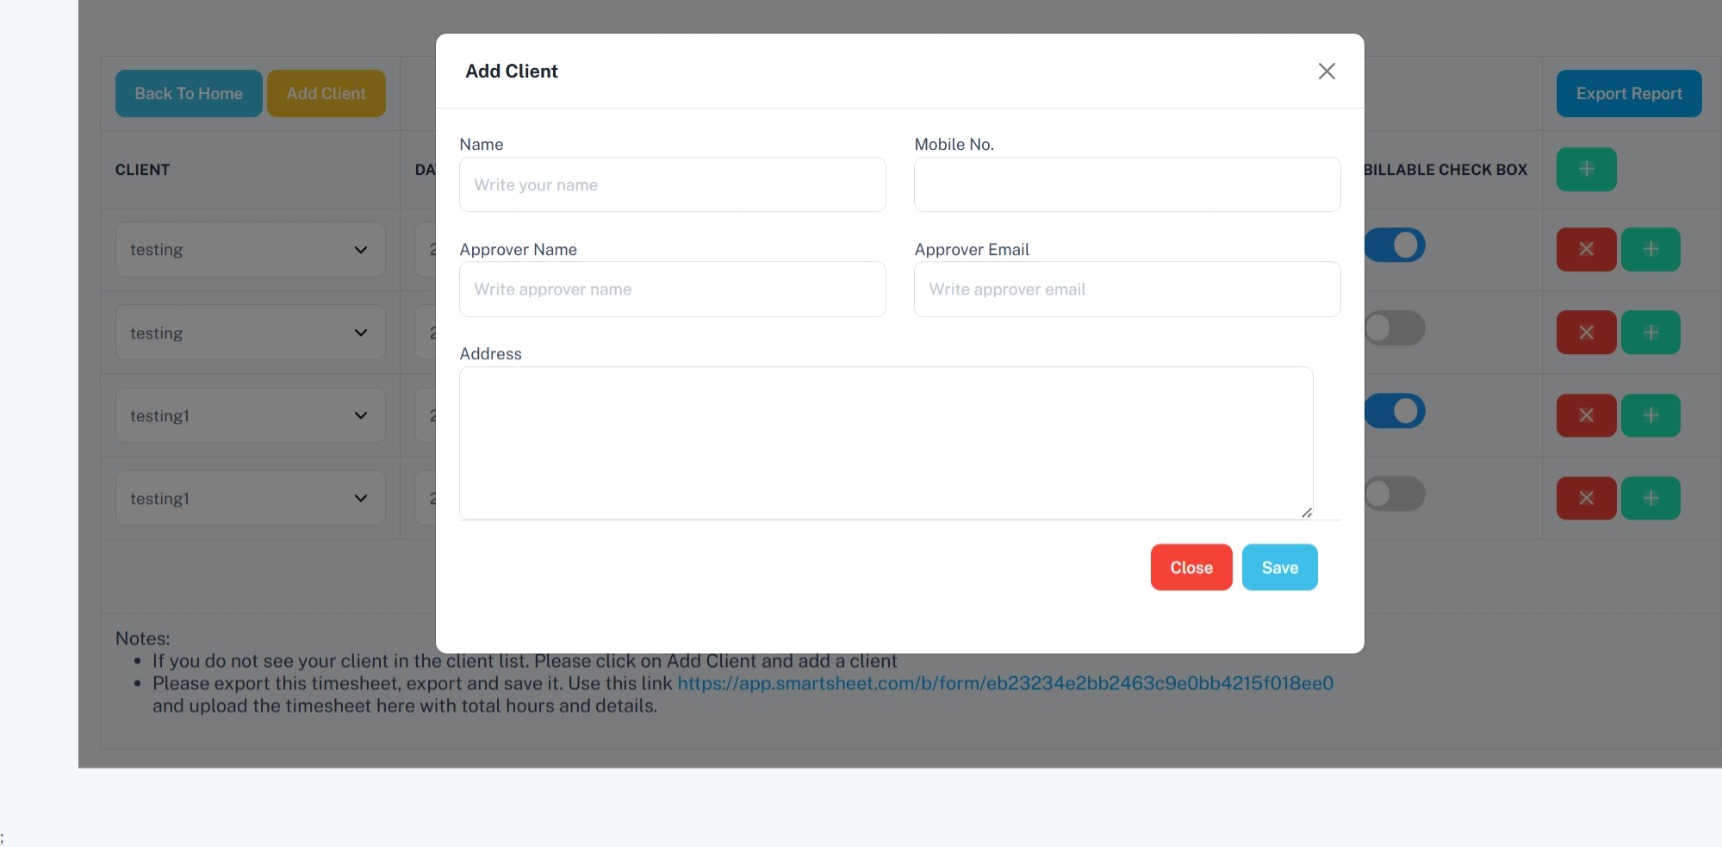 Add Client
Back To Home Add Client Export Report
Name Mobile No.
CLIENT DA BILLABLE CHECK BOX
Write your name
Approver Name Approver Email
testing 2
Write approver name Write approver email
testing 2
Address
testing1 2
testing1 2
Close Save
Notes:
If you do not see your client in the client list. Please click on Add Client and add a client
Please export this timesheet, export and save it. Use this link https://app.smartsheet.com/b/form/eb23234e2bb2463c9e0bb4215f018ee0
and upload the timesheet here with total hours and details.
;